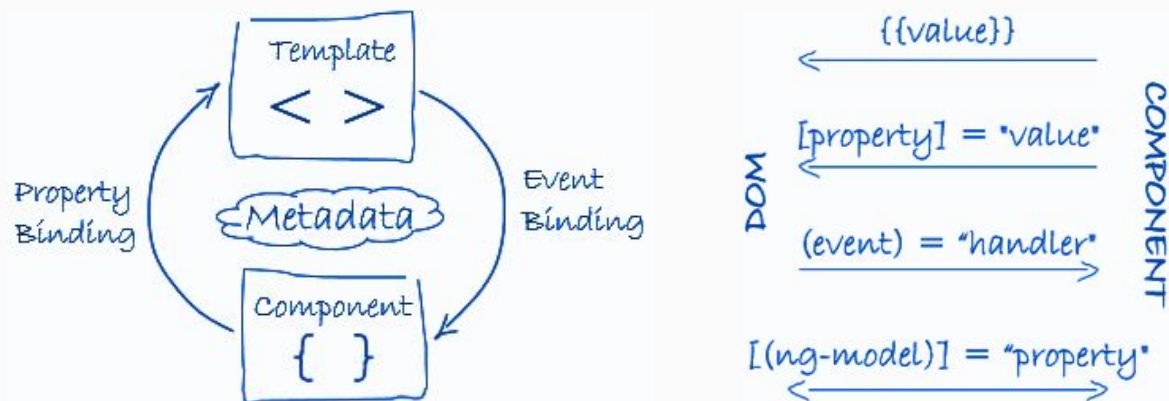 Template
< >
Property
Binding
Metadata
Event
Binding
Component
{ }
{{value}}
[property] = "value"
(event) = "handler"
[(ng-model)] = "property"
DOM
COMPONENT